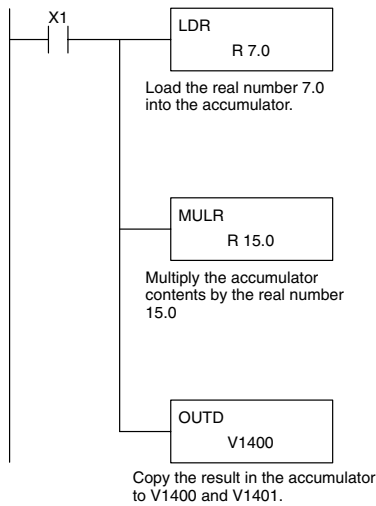 X1
LDR
R 7.0
Load the real number 7.0
into the accumulator.
MULR
R 15.0
Multiply the accumulator
contents by the real number
15.0
OUTD
V1400
Copy the result in the accumulator
to V1400 and V1401.